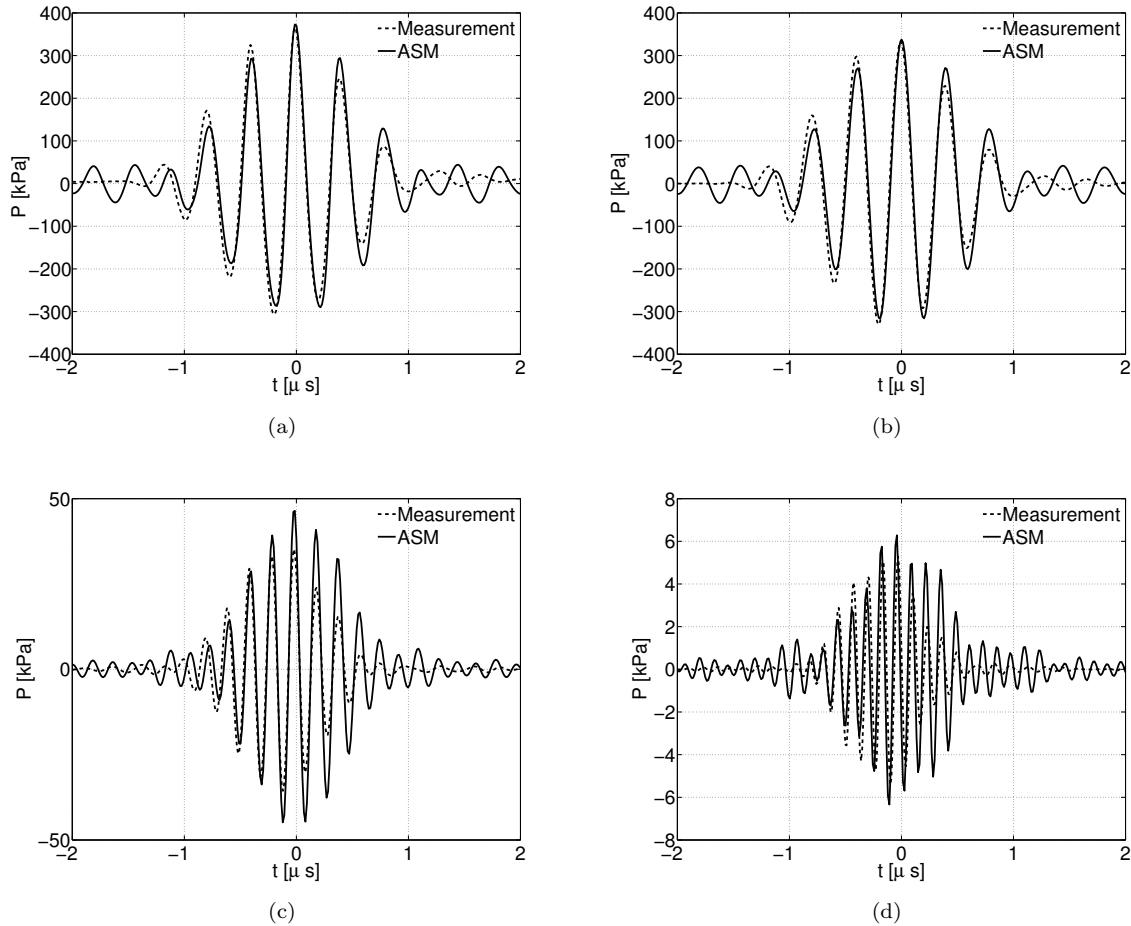 400
300
200
100
0
−100
−200
−300
−400
P [kPa]
−2 −1 0 1 2
t [μ s]
Measurement
ASM
(a)
400
300
200
100
0
−100
−200
−300
−400
P [kPa]
−2 −1 0 1 2
t [μ s]
Measurement
ASM
(b)
50
0
−50
P [kPa]
−2 −1 0 1 2
t [μ s]
Measurement
ASM
(c)
8
6
4
2
0
−2
−4
−6
−8
P [kPa]
−2 −1 0 1 2
t [μ s]
Measurement
ASM
(d)